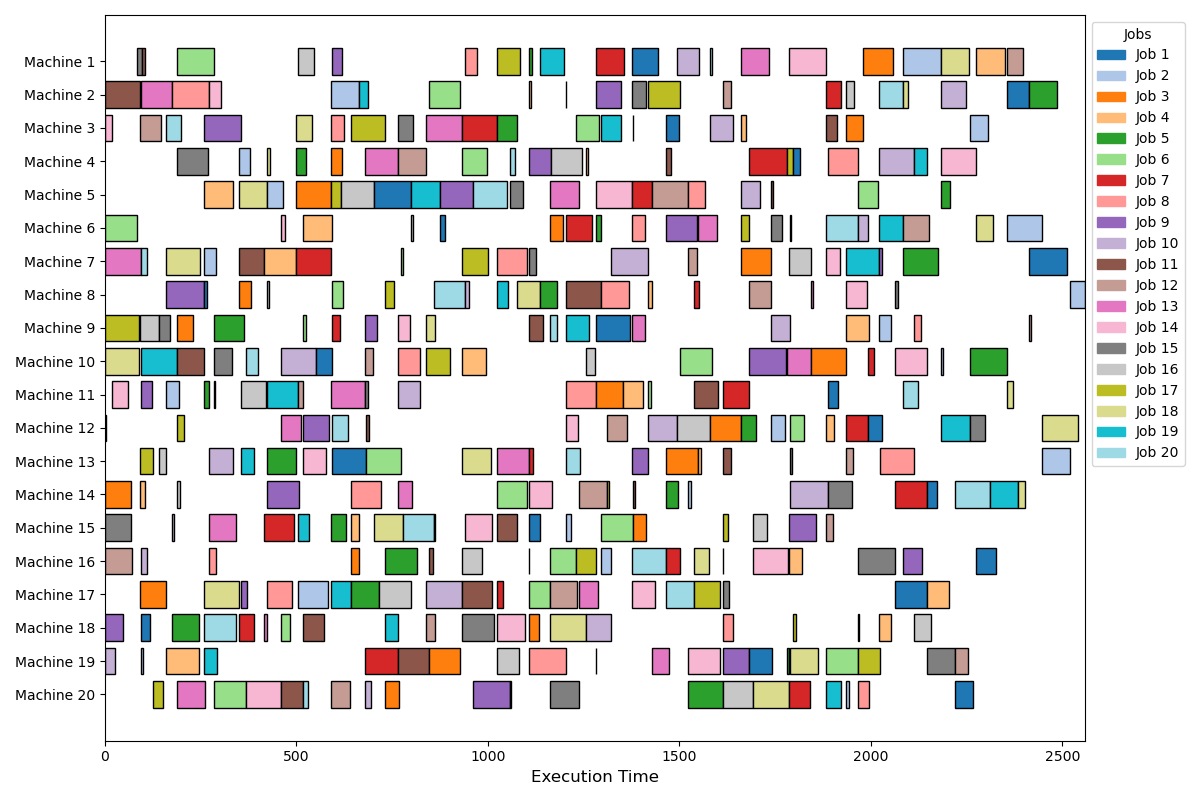 Jobs
Machine 1
Machine 2
Machine 3
Machine 4
Machine 5
Machine 6
Machine 7
Machine 8
Machine 9
Machine 10
Machine 11
Machine 12
Machine 13
Machine 14
Machine 15
Machine 16
Machine 17
Machine 18
Machine 19
Machine 20
Job 1
Job 2
Job 3
Job 4
Job 5
Job 6
Job 7
Job 8
Job 9
Job 10
Job 11
Job 12
Job 13
Job 14
Job 15
Job 16
Job 17
Job 18
Job 19
Job 20
0 500 1000 1500 2000 2500
Execution Time